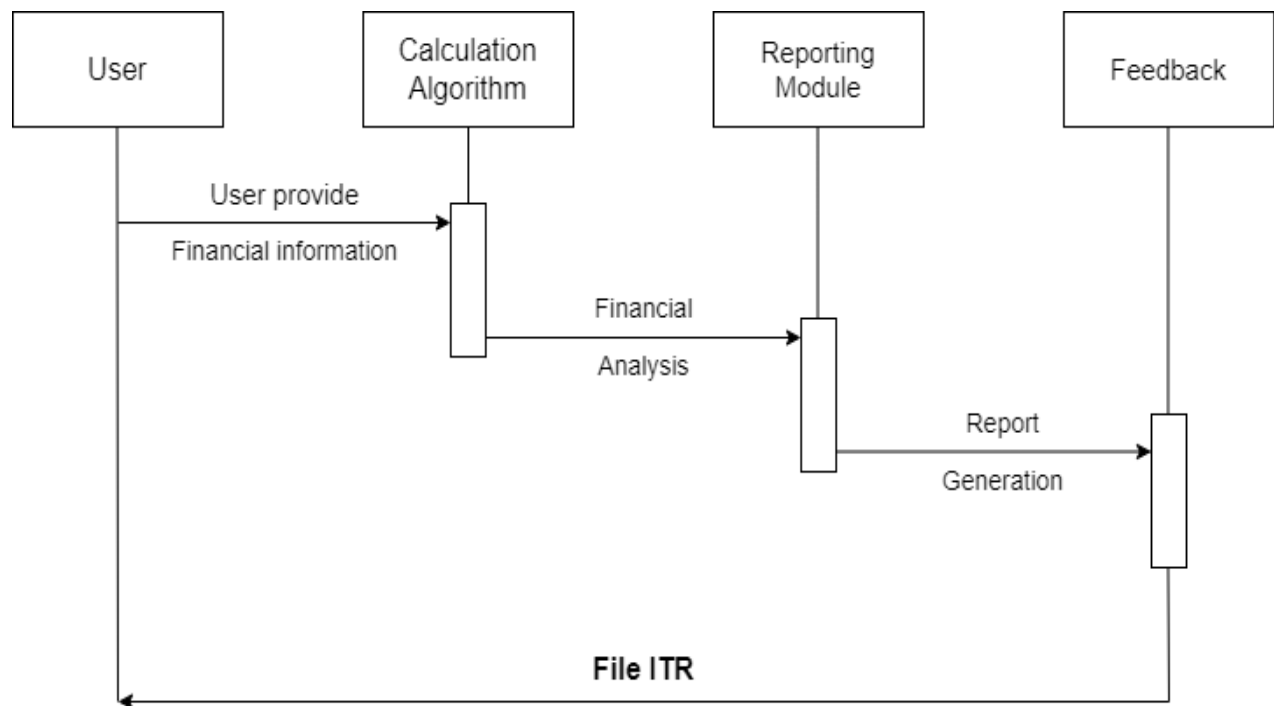 User
Calculation
Algorithm
Reporting
Module
Feedback
User provide
Financial information
Financial
Analysis
Report
Generation
File ITR